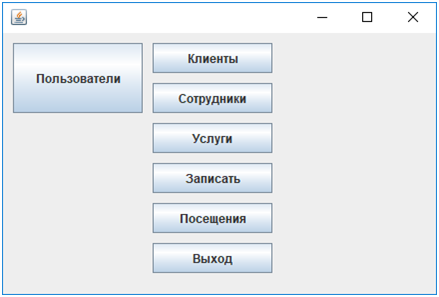 Пользователи
Клиенты
Сотрудники
Услуги
Записать
Посещения
Выход